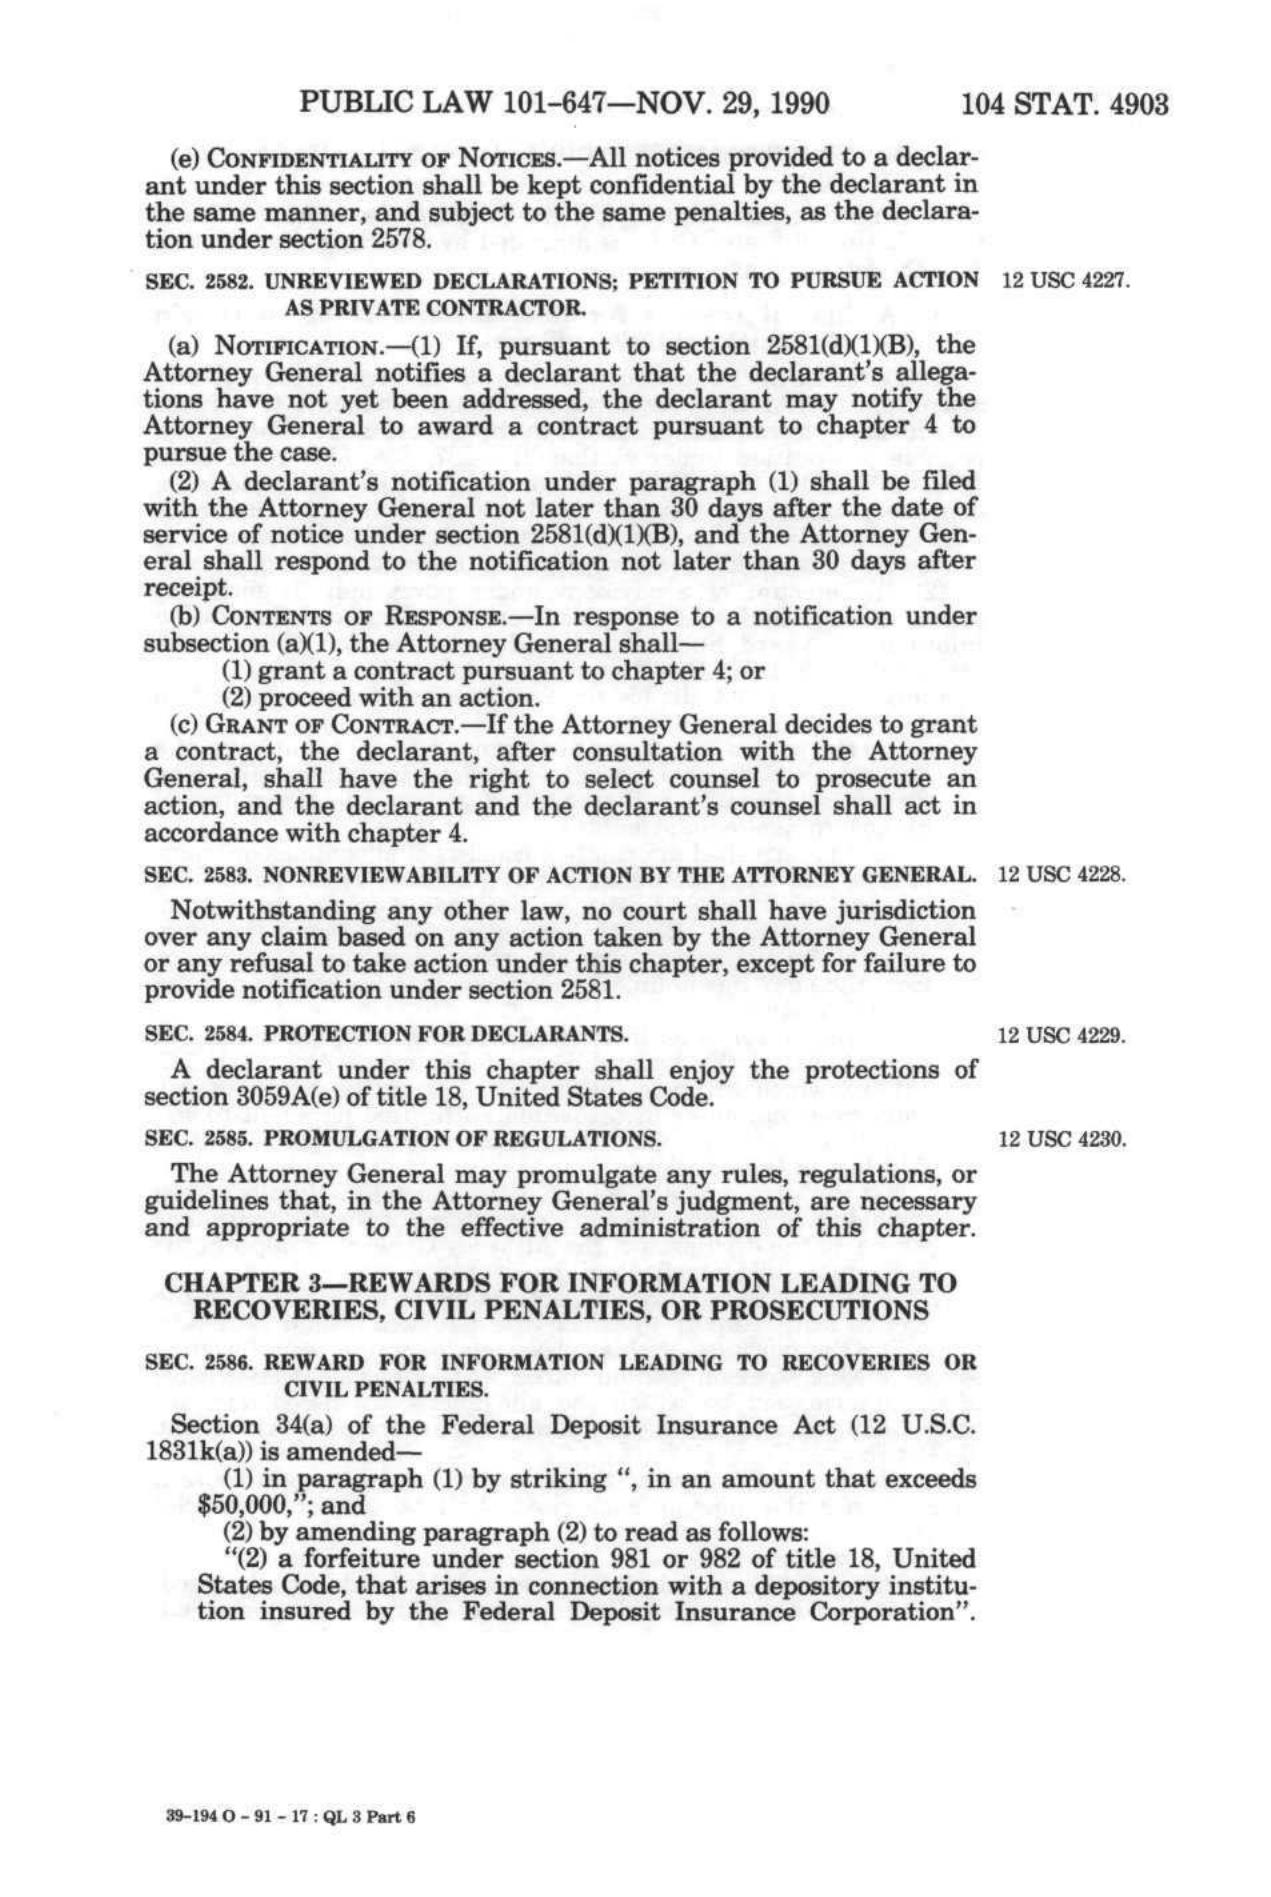 PUBLIC LAW 101–647—NOV. 29, 1990 104 STAT. 4903
(e) CONFIDENTIALITY OF NOTICES.—All notices provided to a declar-
ant under this section shall be kept confidential by the declarant in
the same manner, and subject to the same penalties, as the declara-
tion under section 2578.
SEC. 2582. UNREVIEWED DECLARATIONS; PETITION TO PURSUE ACTION 12 USC 4227.
AS PRIVATE CONTRACTOR.
(a) NOTIFICATION.—(1) If, pursuant to section 2581(d)(1)(B), the
Attorney General notifies a declarant that the declarant's allega-
tions have not yet been addressed, the declarant may notify the
Attorney General to award a contract pursuant to chapter 4 to
pursue the case.
(2) A declarant's notification under paragraph (1) shall be filed
with the Attorney General not later than 30 days after the date of
service of notice under section 2581(d)(1)(B), and the Attorney Gen-
eral shall respond to the notification not later than 30 days after
receipt.
(b) CONTENTS OF RESPONSE.—In response to a notification under
subsection (a)(1), the Attorney General shall—
(1) grant a contract pursuant to chapter 4; or
(2) proceed with an action.
(c) GRANT OF CONTRACT.—If the Attorney General decides to grant
a contract, the declarant, after consultation with the Attorney
General, shall have the right to select counsel to prosecute an
action, and the declarant and the declarant's counsel shall act in
accordance with chapter 4.
SEC. 2583. NONREVIEWABILITY OF ACTION BY THE ATTORNEY GENERAL. 12 USC 4228.
Notwithstanding any other law, no court shall have jurisdiction
over any claim based on any action taken by the Attorney General
or any refusal to take action under this chapter, except for failure to
provide notification under section 2581.
SEC. 2584. PROTECTION FOR DECLARANTS. 12 USC 4229.
A declarant under this chapter shall enjoy the protections of
section 3059A(e) of title 18, United States Code.
SEC. 2585. PROMULGATION OF REGULATIONS. 12 USC 4230.
The Attorney General may promulgate any rules, regulations, or
guidelines that, in the Attorney General's judgment, are necessary
and appropriate to the effective administration of this chapter.
CHAPTER 3—REWARDS FOR INFORMATION LEADING TO
RECOVERIES, CIVIL PENALTIES, OR PROSECUTIONS
SEC. 2586. REWARD FOR INFORMATION LEADING TO RECOVERIES OR
CIVIL PENALTIES.
Section 34(a) of the Federal Deposit Insurance Act (12 U.S.C.
1831k(a)) is amended—
(1) in paragraph (1) by striking ", in an amount that exceeds
$50,000,"; and
(2) by amending paragraph (2) to read as follows:
"(2) a forfeiture under section 981 or 982 of title 18, United
States Code, that arises in connection with a depository institu-
tion insured by the Federal Deposit Insurance Corporation".
39–194 O – 91 – 17 : QL 3 Part 6